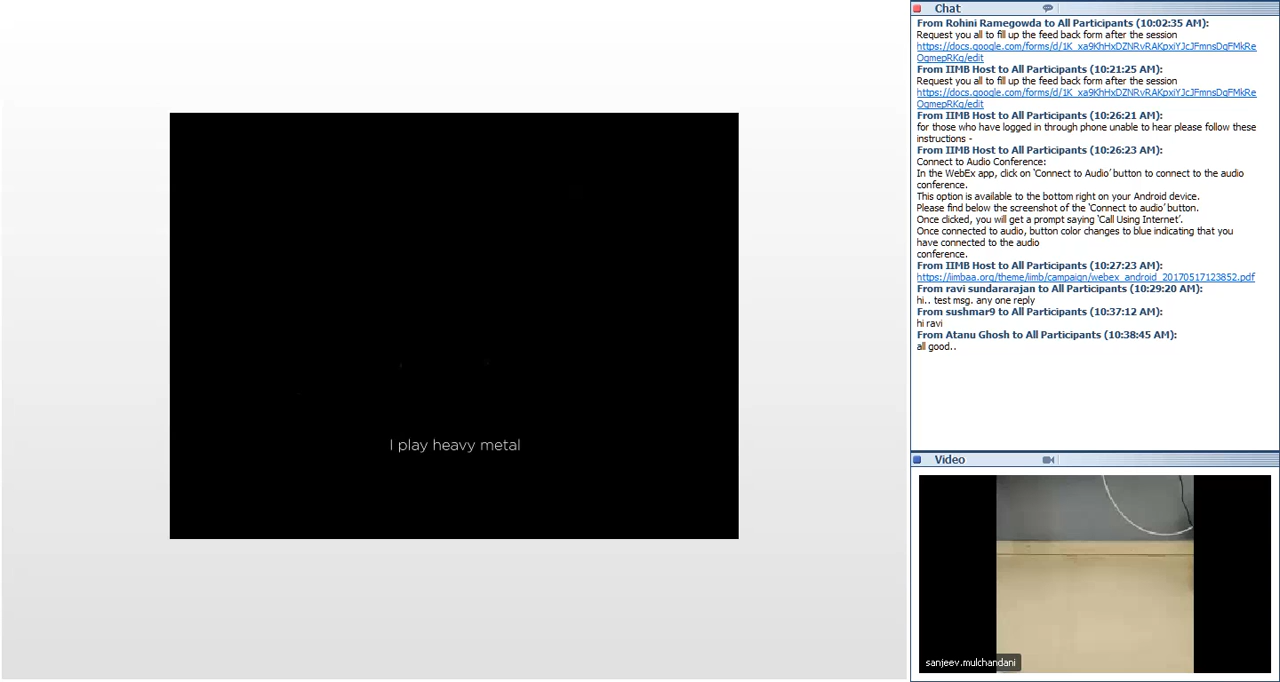 I play heavy metal
Chat
From Rohini Ramegowda to All Participants (10:02:35 AM):
Request you all to fill up the feed back form after the session
https://docs.google.com/forms/d/1K_xa9KhHxDZNRvRAKpxiYJcJFmnsDqFMkRe
OgmepRKg/edit
From IIMB Host to All Participants (10:21:25 AM):
Request you all to fill up the feed back form after the session
https://docs.google.com/forms/d/1K_xa9KhHxDZNRvRAKpxiYJcJFmnsDqFMkRe
OgmepRKg/edit
From IIMB Host to All Participants (10:26:21 AM):
for those who have logged in through phone unable to hear please follow these
instructions -
From IIMB Host to All Participants (10:26:23 AM):
Connect to Audio Conference:
In the WebEx app, click on ‘Connect to Audio’ button to connect to the audio
conference.
This option is available to the bottom right on your Android device.
Please find below the screenshot of the ‘Connect to audio’ button.
Once clicked, you will get a prompt saying ‘Call Using Internet’.
Once connected to audio, button color changes to blue indicating that you
have connected to the audio
conference.
From IIMB Host to All Participants (10:27:23 AM):
https://iimbaa.org/theme/iimb/campaign/webex_android_20170517123852.pdf
From ravi sundararajan to All Participants (10:29:20 AM):
hi.. test msg. any one reply
From sushmar9 to All Participants (10:37:12 AM):
hi ravi
From Atanu Ghosh to All Participants (10:38:45 AM):
all good..
Video
sanjeev.mulchandani